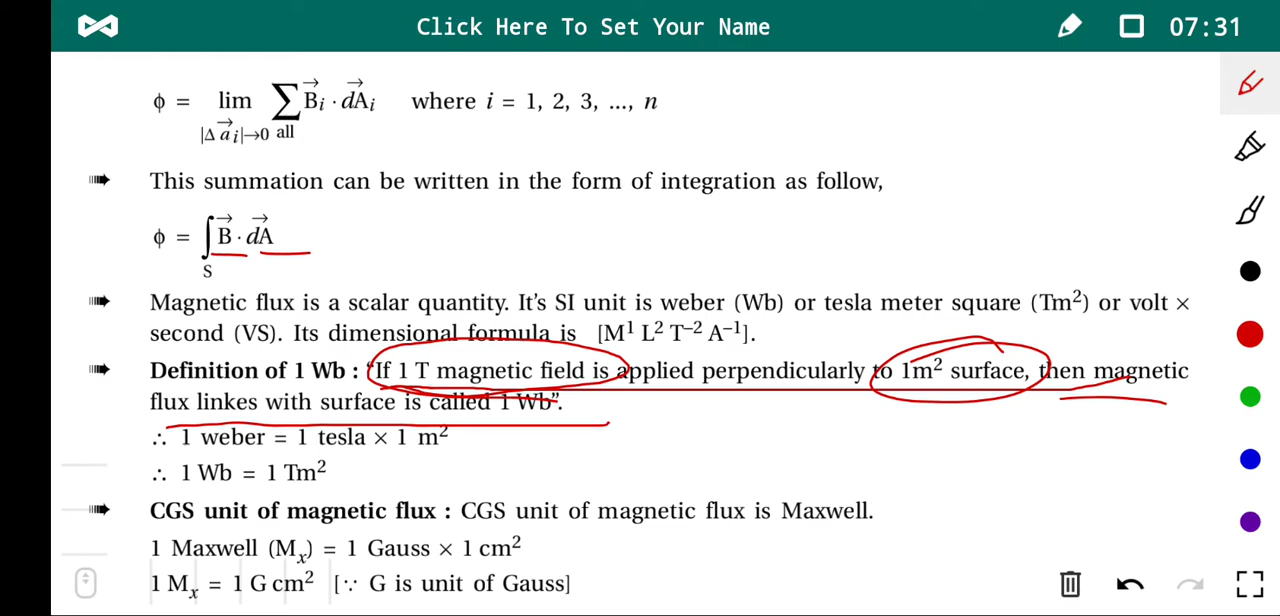 Click Here To Set Your Name
07:31
ϕ = lim ∑ B⃗i · dA⃗i where i = 1, 2, 3, ..., n
|Δ a⃗ i|→0 all
This summation can be written in the form of integration as follow,
ϕ = ∫ B⃗ · dA⃗
S
Magnetic flux is a scalar quantity. It's SI unit is weber (Wb) or tesla meter square (Tm²) or volt ×
second (VS). Its dimensional formula is [M¹ L² T⁻² A⁻¹].
Definition of 1 Wb : “If 1 T magnetic field is applied perpendicularly to 1m² surface, then magnetic
flux linkes with surface is called 1 Wb”.
∴ 1 weber = 1 tesla × 1 m²
∴ 1 Wb = 1 Tm²
CGS unit of magnetic flux : CGS unit of magnetic flux is Maxwell.
1 Maxwell (Mₓ) = 1 Gauss × 1 cm²
1 Mₓ = 1 G cm² [∵ G is unit of Gauss]